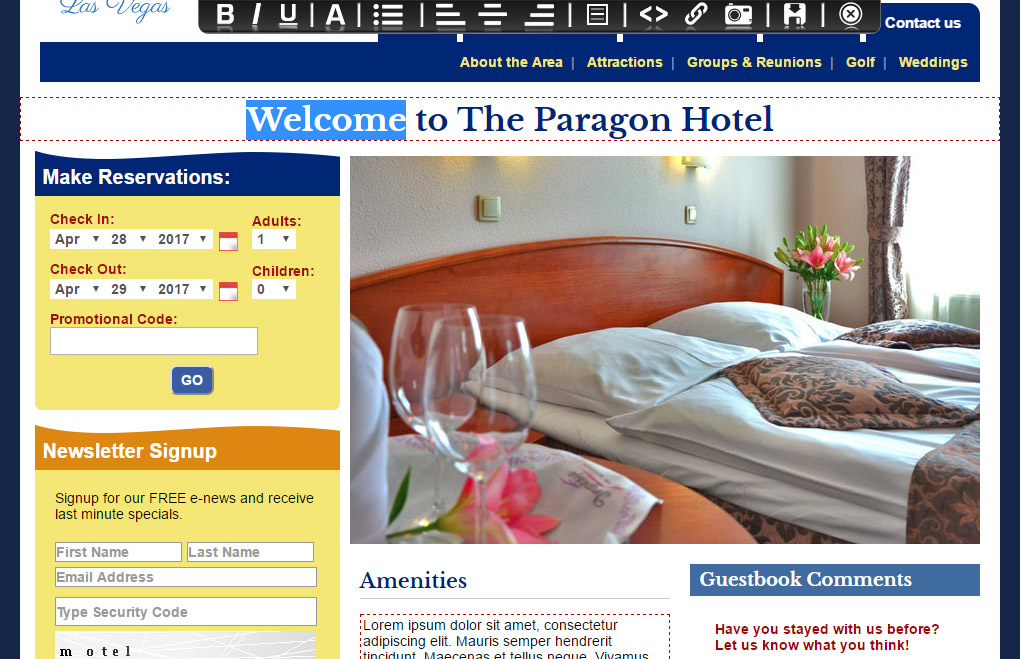 Las Vegas
B I U A
Contact us
About the Area | Attractions | Groups & Reunions | Golf | Weddings
Welcome to The Paragon Hotel
Make Reservations:
Check In:
Adults:
Apr 28 2017
1
Check Out:
Children:
Apr 29 2017
0
Promotional Code:
GO
Newsletter Signup
Signup for our FREE e-news and receive
last minute specials.
First Name Last Name
Email Address
Type Security Code
m o t e l
Amenities
Lorem ipsum dolor sit amet, consectetur
adipiscing elit. Mauris semper hendrerit
tincidunt. Maecenas et tellus neque. Vivamus
Guestbook Comments
Have you stayed with us before?
Let us know what you think!